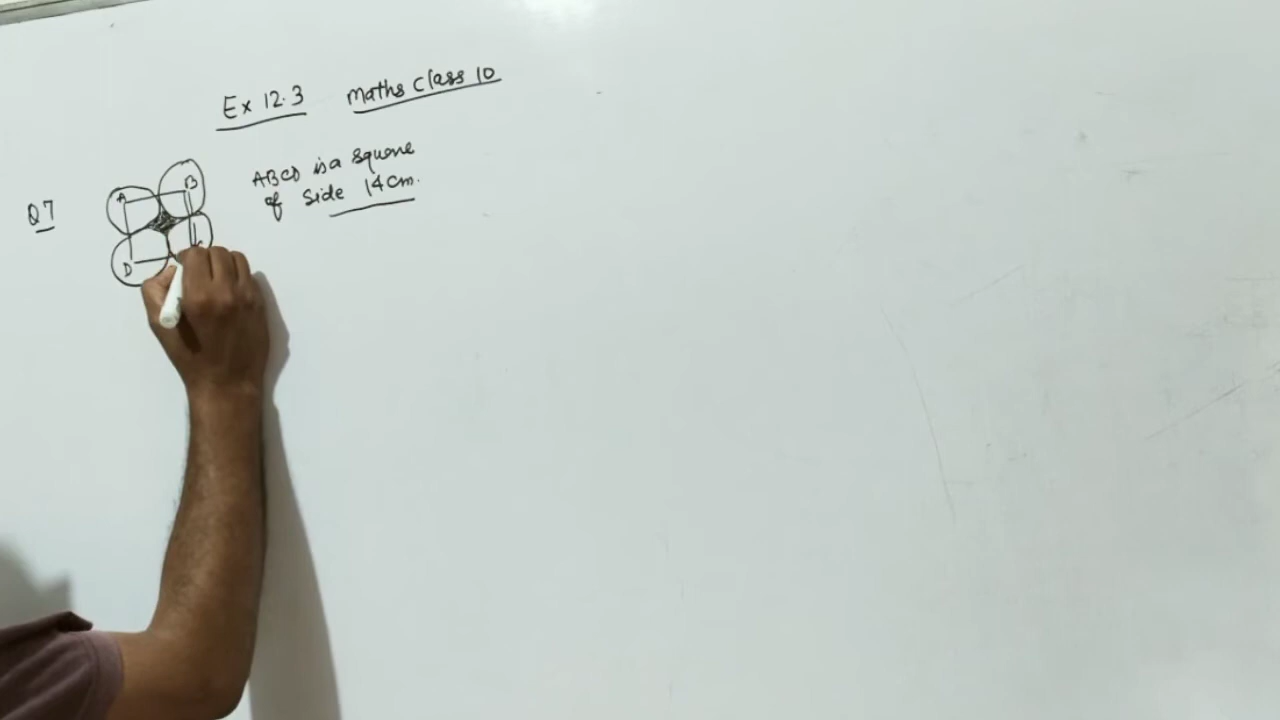 Ex 12.3 Maths Class 10
Q7
ABCD is a square
of side 14cm.
A
B
D